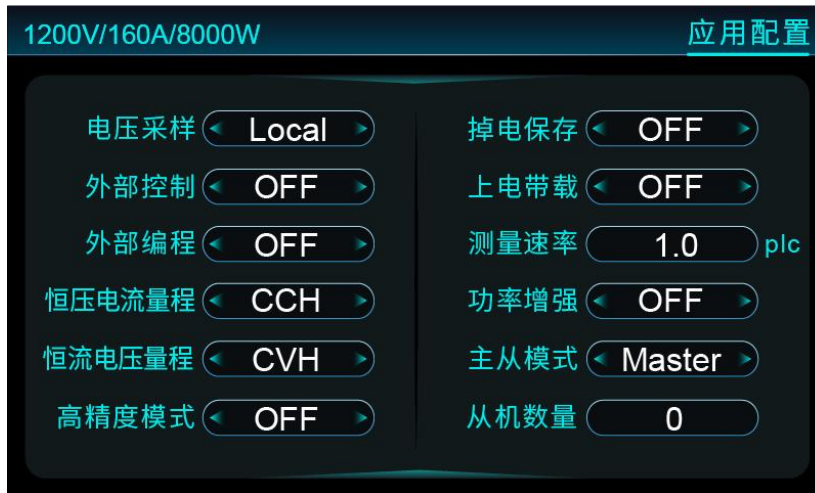 1200V/160A/8000W 应用配置
电压采样 Local
外部控制 OFF
外部编程 OFF
恒压电流量程 CCH
恒流电压量程 CVH
高精度模式 OFF
掉电保存 OFF
上电带载 OFF
测量速率 1.0 plc
功率增强 OFF
主从模式 Master
从机数量 0